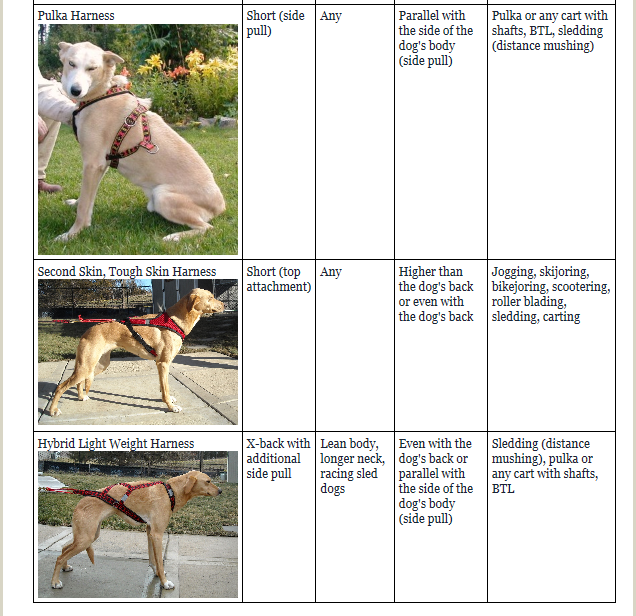 Pulka Harness
Short (side
pull)
Any
Parallel with
the side of the
dog's body
(side pull)
Pulka or any cart with
shafts, BTL, sledding
(distance mushing)
Second Skin, Tough Skin Harness
Short (top
attachment)
Any
Higher than
the dog's back
or even with
the dog's back
Jogging, skijoring,
bikejoring, scootering,
roller blading,
sledding, carting
Hybrid Light Weight Harness
X-back with
additional
side pull
Lean body,
longer neck,
racing sled
dogs
Even with the
dog's back or
parallel with
the side of the
dog's body
(side pull)
Sledding (distance
mushing), pulka or
any cart with shafts,
BTL